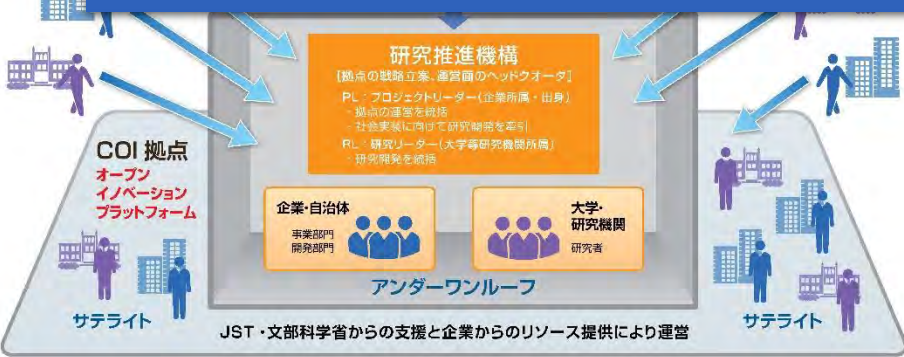 研究推進機構
[拠点の戦略立案、運営面のヘッドクオータ]
PL・プロジェクトリーダー(企業所属・出身)
・拠点の運営を統括
・社会実装に向けて研究開発を牽引
RL・研究リーダー(大学等研究機関所属)
・研究開発を統括
COI 拠点
オープン
イノベーション
プラットフォーム
企業・自治体
事業部門
開発部門
大学・
研究機関
研究者
アンダーワンルーフ
サテライト
サテライト
JST・文部科学省からの支援と企業からのリソース提供により運営